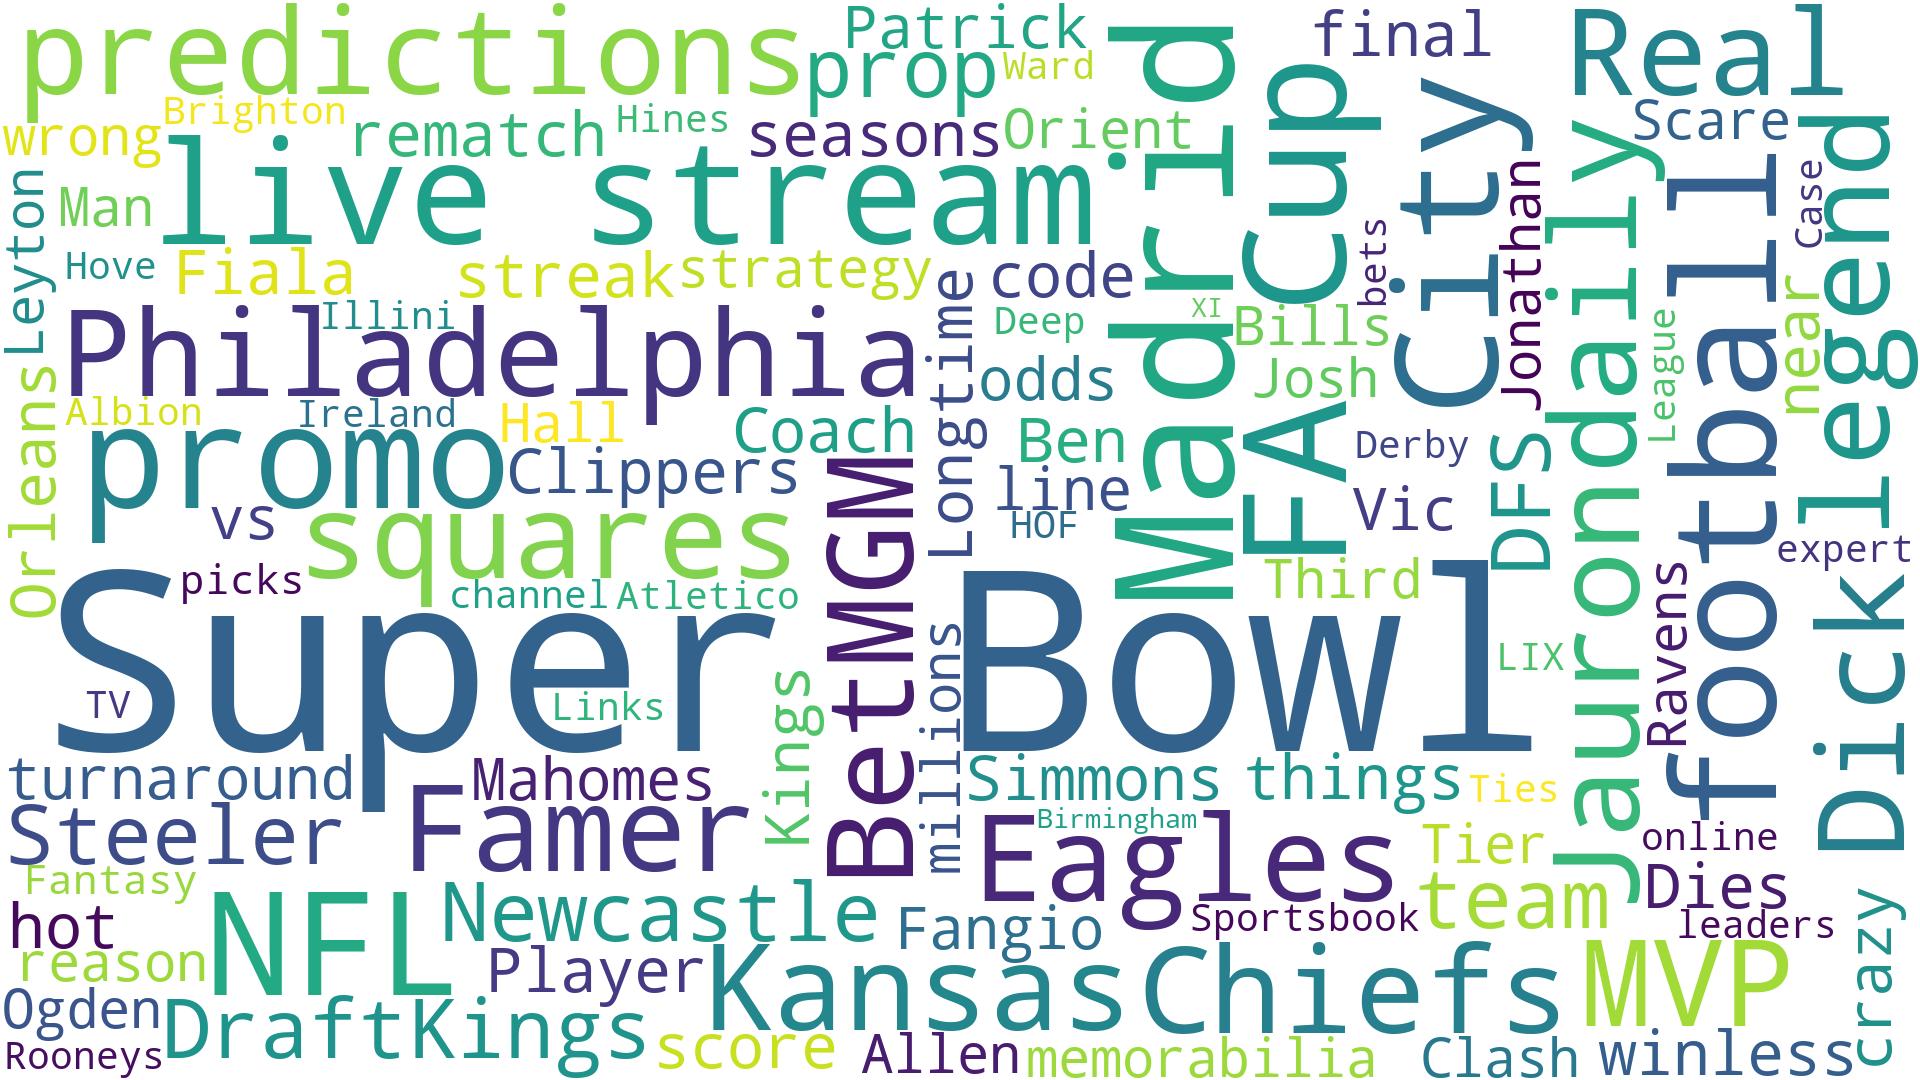 predictions
Patrick
prop
Ward
Madrid
Cup
final
City
Real
Scare
Brighton
wrong
rematch
Hines
seasons
Orient
live stream
Leyton
Man
Hove
Fiala
streak
strategy
Longtime
code
bets
Jonathan
Jaurondaily
football
Case
legend
Philadelphia
Illini
Deep
XI
Bills
League
near
odds
Josh
Orleans
Albion
Ireland
Hall
Coach
promo
Clippers
Ben
FA
Derby
DFS
line
HOF
Vic
vs
squares
BetMGM
expert
picks
channel
Atletico
Third
Ravens
Dick
Super
Bowl
LIX
TV
Links
Kings
millions
turnaround
Mahomes
Simmons
things
Ties
Steeler
Famer
Birmingham
Eagles
Tier
online
Fantasy
team
Dies
hot
NFL
Newcastle
Fangio
Sportsbook
leaders
crazy
reason
Player
Kansas
Chiefs
MVP
Ogden
DraftKings
score
Allen
memorabilia
Clash
winless
Rooneys